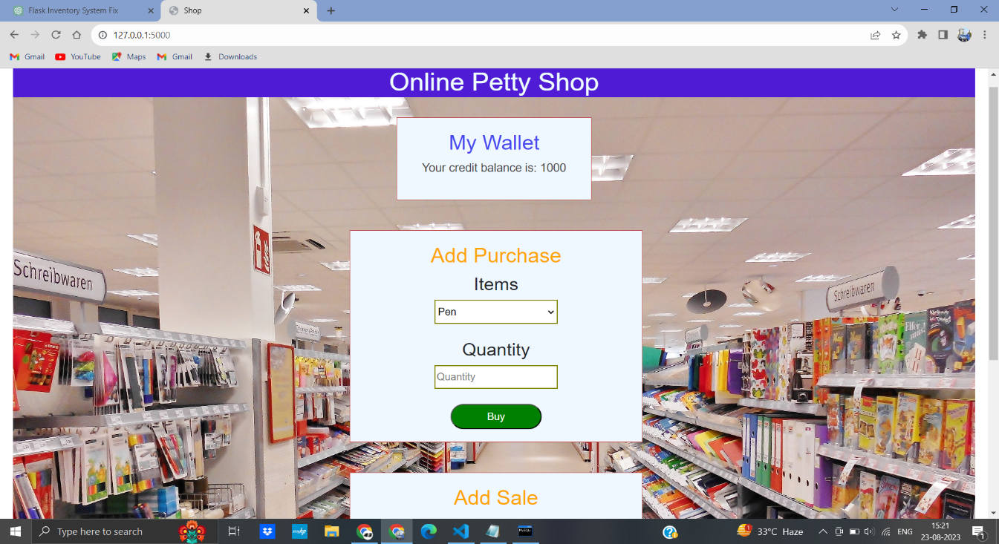 Flask Inventory System Fix
Shop
127.0.0.1:5000
Gmail
YouTube
Maps
Gmail
Downloads
Online Petty Shop
My Wallet
Your credit balance is: 1000
Add Purchase
Items
Pen
Quantity
Quantity
Buy
Add Sale
Schreibwaren
Schreibwaren
Type here to search
33°C Haze
ENG
15:21
23-08-2023
1